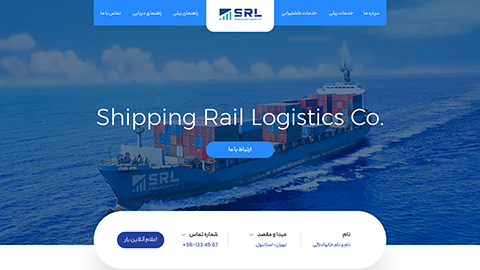 درباره ما
خدمات ریلی
خدمات کشتیرانی
SRL
راهنمای ریلی
راهنمای دریایی
تماس با ما
Shipping Rail Logistics Co.
ارتباط با ما
SRL
نام
نام و نام خانوادگی
مبدا و مقصد
تهران - استانبول
شماره تماس
+98-123 45 67
اعلام آنلاین بار